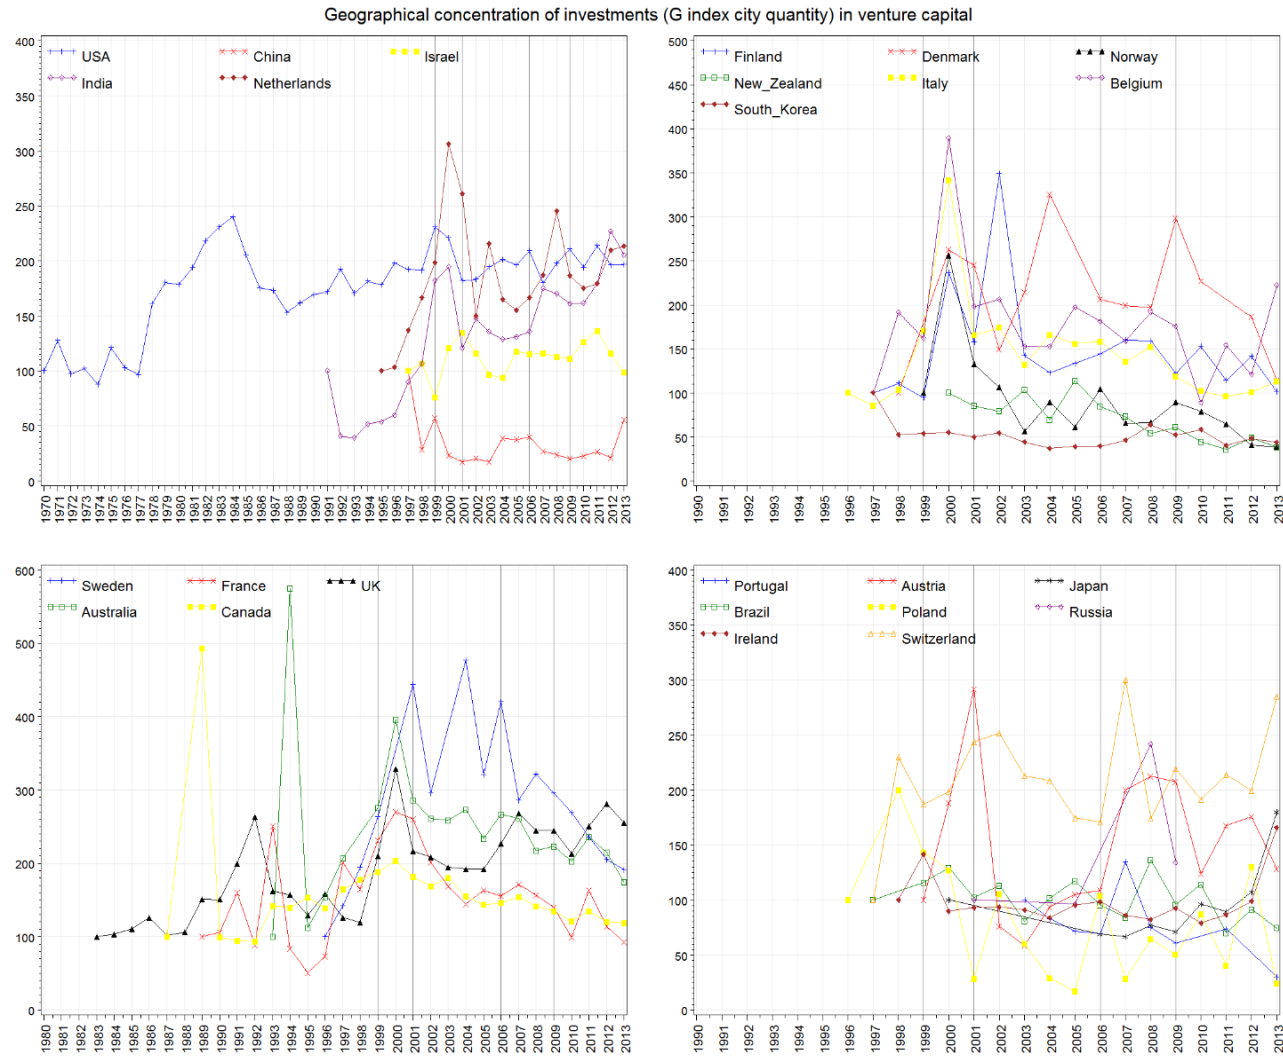 Geographical concentration of investments (G index city quantity) in venture capital
USA China Israel
India Netherlands
400
350
300
250
200
150
100
50
0
1970 1971 1972 1973 1974 1975 1976 1977 1978 1979 1980 1981 1982 1983 1984 1985 1986 1987 1988 1989 1990 1991 1992 1993 1994 1995 1996 1997 1998 1999 2000 2001 2002 2003 2004 2005 2006 2007 2008 2009 2010 2011 2012 2013
Finland Denmark Norway
New_Zealand Italy Belgium
South_Korea
500
450
400
350
300
250
200
150
100
50
0
1990 1991 1992 1993 1994 1995 1996 1997 1998 1999 2000 2001 2002 2003 2004 2005 2006 2007 2008 2009 2010 2011 2012 2013
Sweden France UK
Australia Canada
600
500
400
300
200
100
0
1980 1981 1982 1983 1984 1985 1986 1987 1988 1989 1990 1991 1992 1993 1994 1995 1996 1997 1998 1999 2000 2001 2002 2003 2004 2005 2006 2007 2008 2009 2010 2011 2012 2013
Portugal Austria Japan
Brazil Poland Russia
Ireland Switzerland
400
350
300
250
200
150
100
50
0
1990 1991 1992 1993 1994 1995 1996 1997 1998 1999 2000 2001 2002 2003 2004 2005 2006 2007 2008 2009 2010 2011 2012 2013